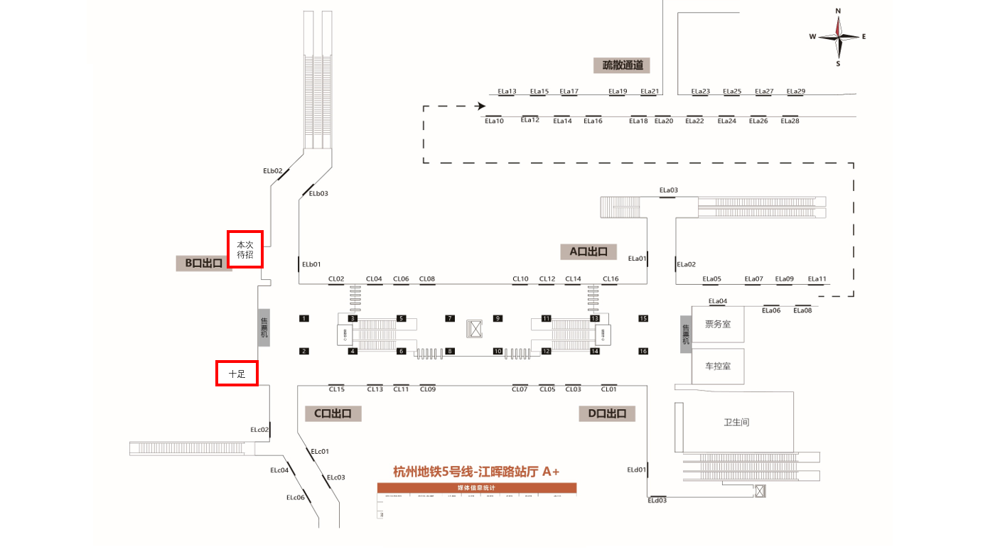 N
W
E
S
疏散通道
ELa13
ELa15
ELa17
ELa19
ELa21
ELa23
ELa25
ELa27
ELa29
ELa10
ELa12
ELa14
ELa16
ELa18
ELa20
ELa22
ELa24
ELa26
ELa28
ELb02
ELb03
ELa03
本次
待招
B口出口
A口出口
ELb01
ELa01
ELa02
CL02
CL04
CL06
CL08
CL10
CL12
CL14
CL16
ELa05
ELa07
ELa09
ELa11
ELa04
ELa06
ELa08
售票机
1
3
5
7
9
11
13
15
售票机
票务室
2
4
6
8
10
12
14
16
十足
车控室
CL15
CL13
CL11
CL09
CL07
CL05
CL03
CL01
C口出口
D口出口
卫生间
ELc02
ELc01
ELc04
ELc03
ELc06
ELd01
ELd03
杭州地铁5号线-江晖路站厅 A+
媒体信息统计